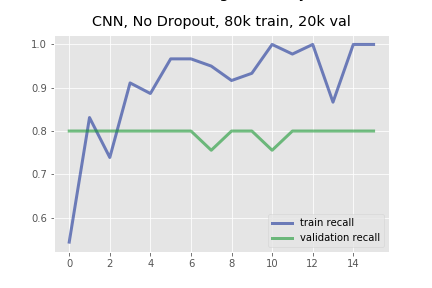 CNN, No Dropout, 80k train, 20k val
1.0
0.9
0.8
0.7
0.6
train recall
validation recall
0 2 4 6 8 10 12 14